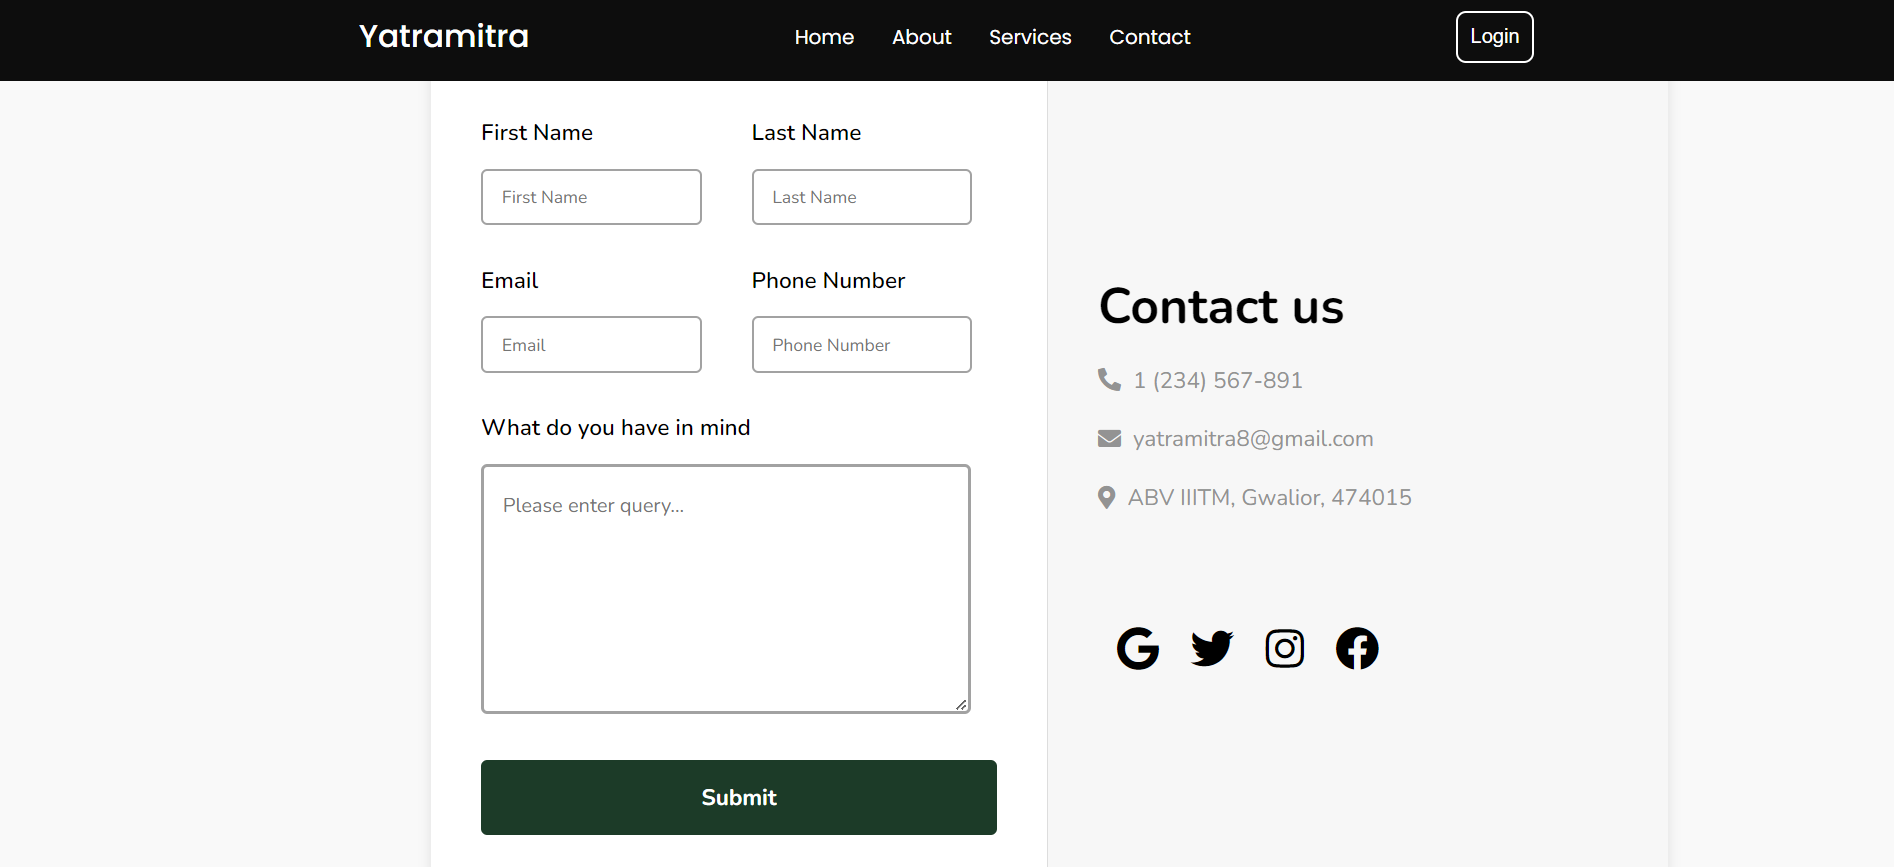 Yatramitra
Home About Services Contact
Login
First Name Last Name
First Name Last Name
Email Phone Number
Email Phone Number
What do you have in mind
Please enter query...
Submit
Contact us
1 (234) 567-891
yatramitra8@gmail.com
ABV IIITM, Gwalior, 474015